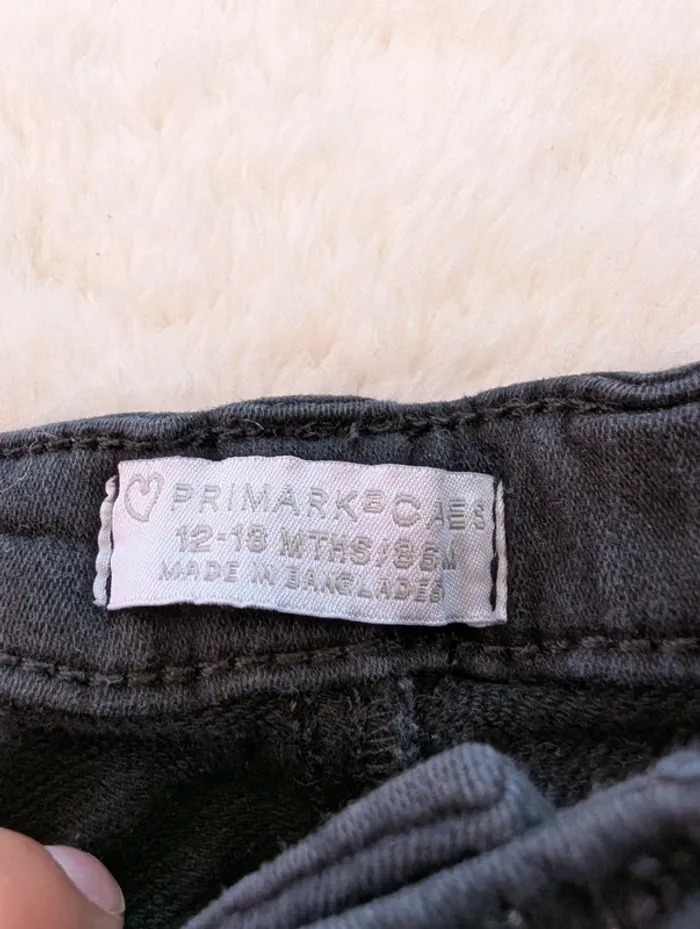 PRIMARK® CARES
12-18 MTHS/86CM
MADE IN BANGLADESH